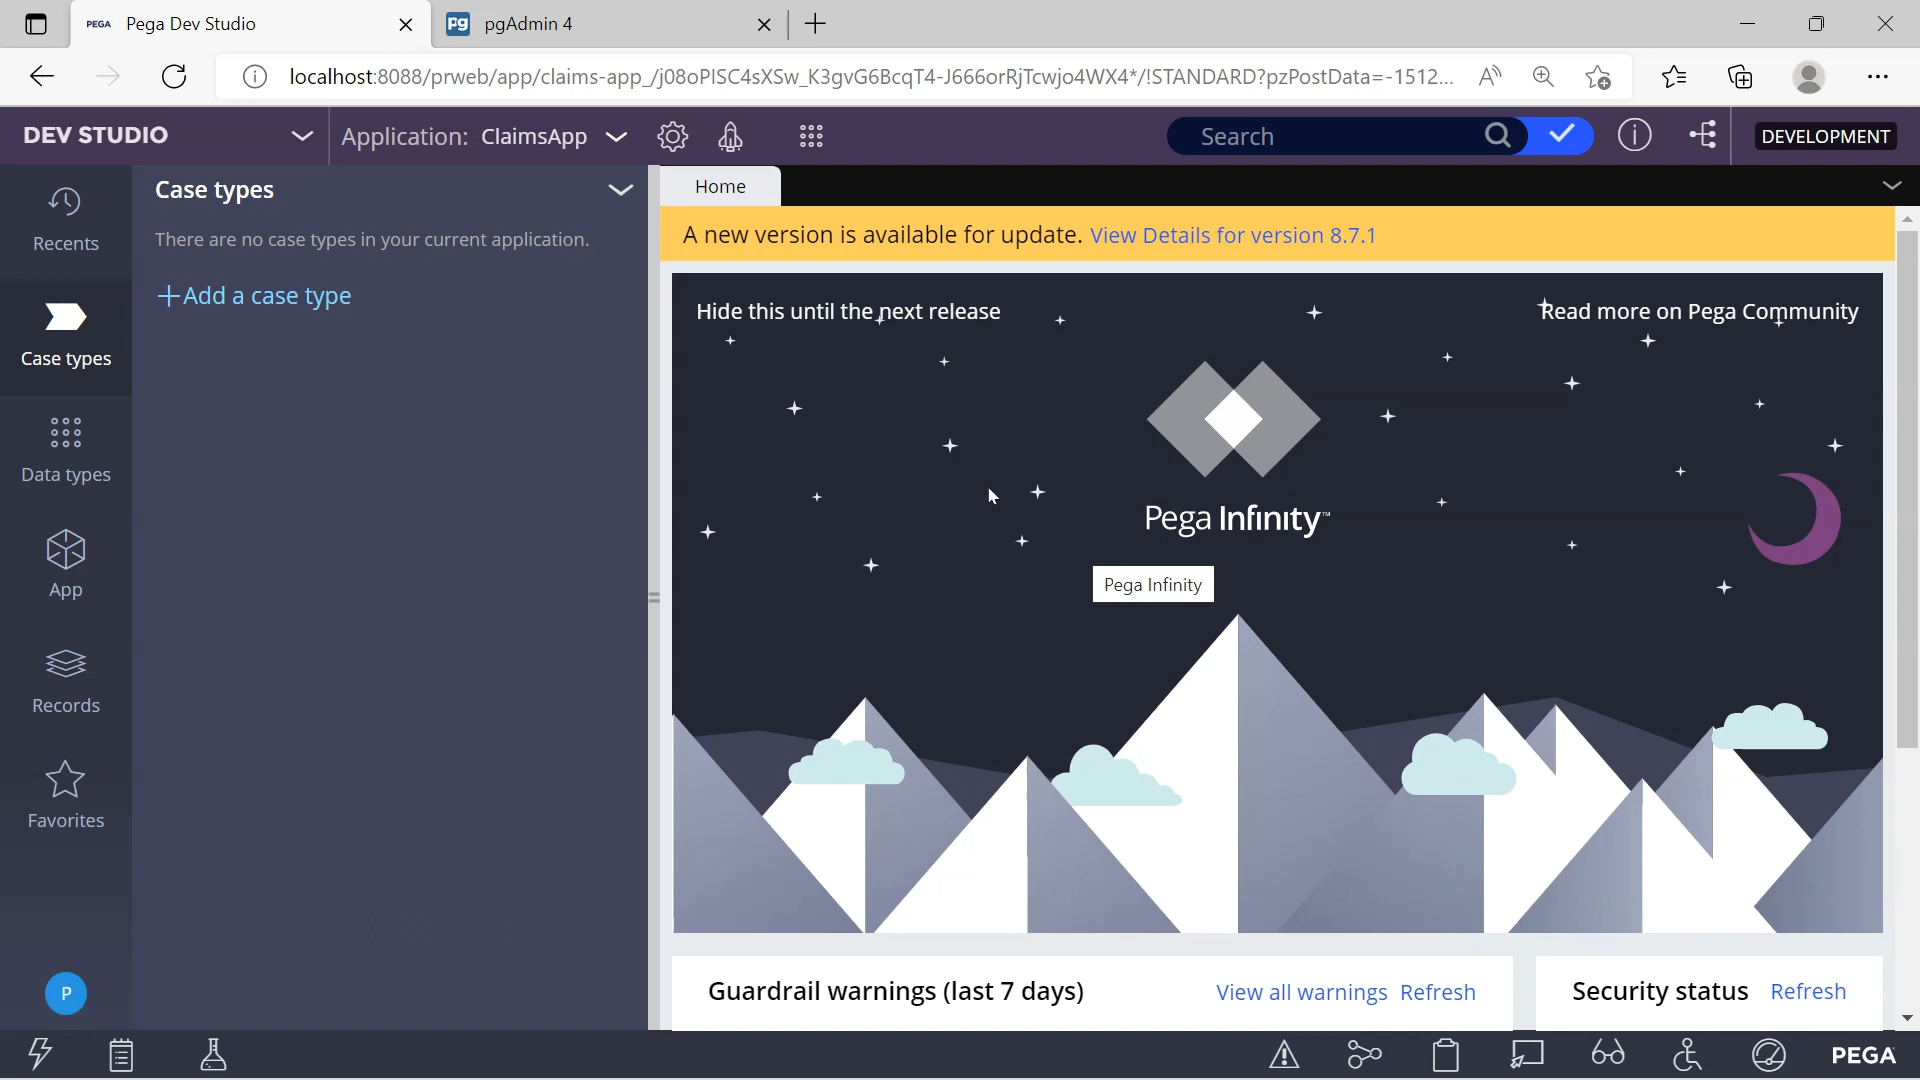 PEGA Pega Dev Studio
pgAdmin 4
localhost:8088/prweb/app/claims-app_/j08oPISC4sXSw_K3gvG6BcqT4-J666orRjTcwjo4WX4*/!STANDARD?pzPostData=-1512...
DEV STUDIO
Application: ClaimsApp
Search
DEVELOPMENT
Recents
Case types
Data types
App
Records
Favorites
P
Case types
There are no case types in your current application.
+Add a case type
Home
A new version is available for update. View Details for version 8.7.1
Hide this until the next release
Read more on Pega Community
Pega Infinity™
Pega Infinity
Guardrail warnings (last 7 days)
View all warnings Refresh
Security status Refresh
PEGA